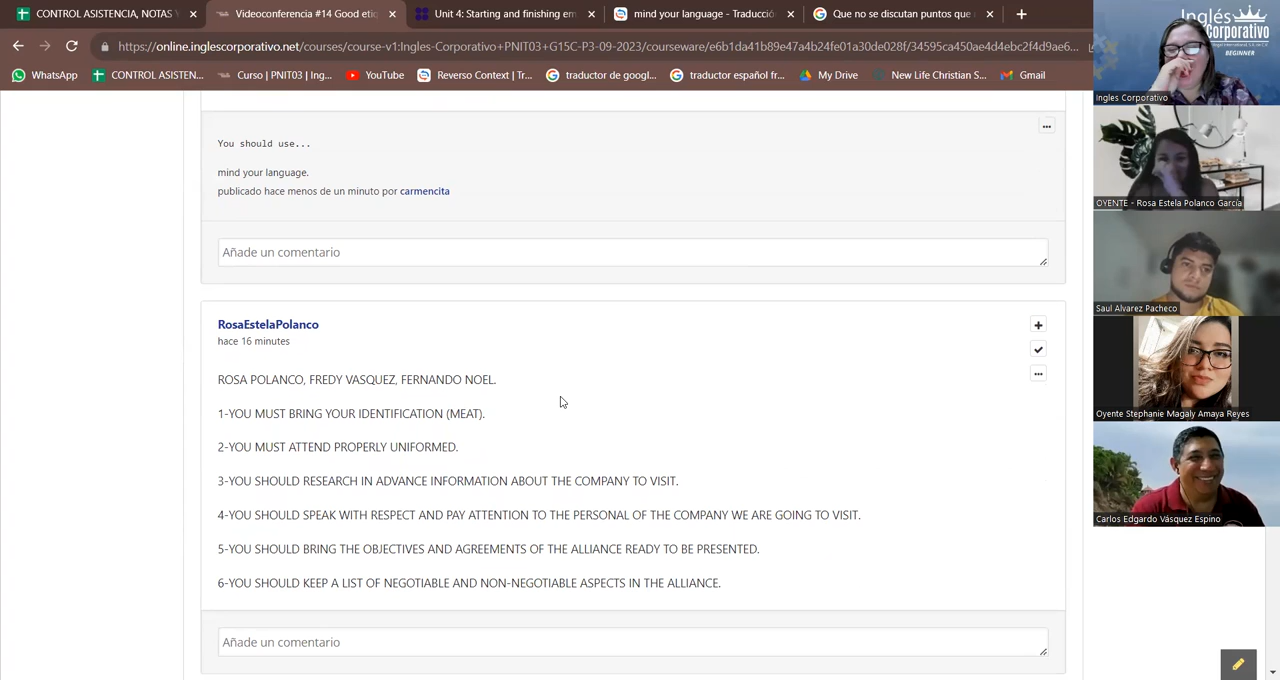 CONTROL ASISTENCIA, NOTAS Y
Videoconferencia #14 Good etiq
Unit 4: Starting and finishing em
mind your language - Traducció
Que no se discutan puntos que
https://online.inglescorporativo.net/courses/course-v1:Ingles-Corporativo+PNIT03+G15C-P3-09-2023/courseware/e6b1da41b89e47a4b24fe01a30de028f/34595ca450ae4d4ebc2f4d9ae6...
WhatsApp
CONTROL ASISTEN...
Curso | PNIT03 | Ing...
YouTube
Reverso Context | Tr...
traductor de googl...
traductor español fr...
My Drive
New Life Christian S...
Gmail
You should use...
mind your language.
publicado hace menos de un minuto por carmencita
Añade un comentario
RosaEstelaPolanco
hace 16 minutes
ROSA POLANCO, FREDY VASQUEZ, FERNANDO NOEL.
1-YOU MUST BRING YOUR IDENTIFICATION (MEAT).
2-YOU MUST ATTEND PROPERLY UNIFORMED.
3-YOU SHOULD RESEARCH IN ADVANCE INFORMATION ABOUT THE COMPANY TO VISIT.
4-YOU SHOULD SPEAK WITH RESPECT AND PAY ATTENTION TO THE PERSONAL OF THE COMPANY WE ARE GOING TO VISIT.
5-YOU SHOULD BRING THE OBJECTIVES AND AGREEMENTS OF THE ALLIANCE READY TO BE PRESENTED.
6-YOU SHOULD KEEP A LIST OF NEGOTIABLE AND NON-NEGOTIABLE ASPECTS IN THE ALLIANCE.
Añade un comentario
Inglés
Corporativo
BEGINNER
Ingles Corporativo
OYENTE - Rosa Estela Polanco García
Saul Alvarez Pacheco
Oyente Stephanie Magaly Amaya Reyes
Carlos Edgardo Vásquez Espino